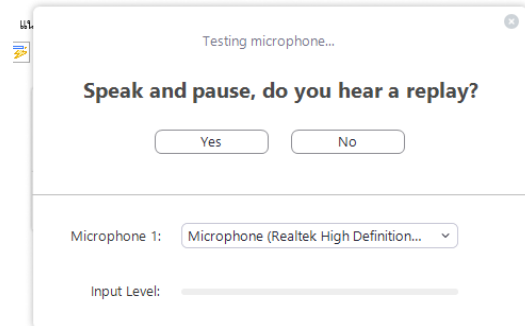 Testing microphone...
Speak and pause, do you hear a replay?
Yes No
Microphone 1: Microphone (Realtek High Definition...
Input Level: